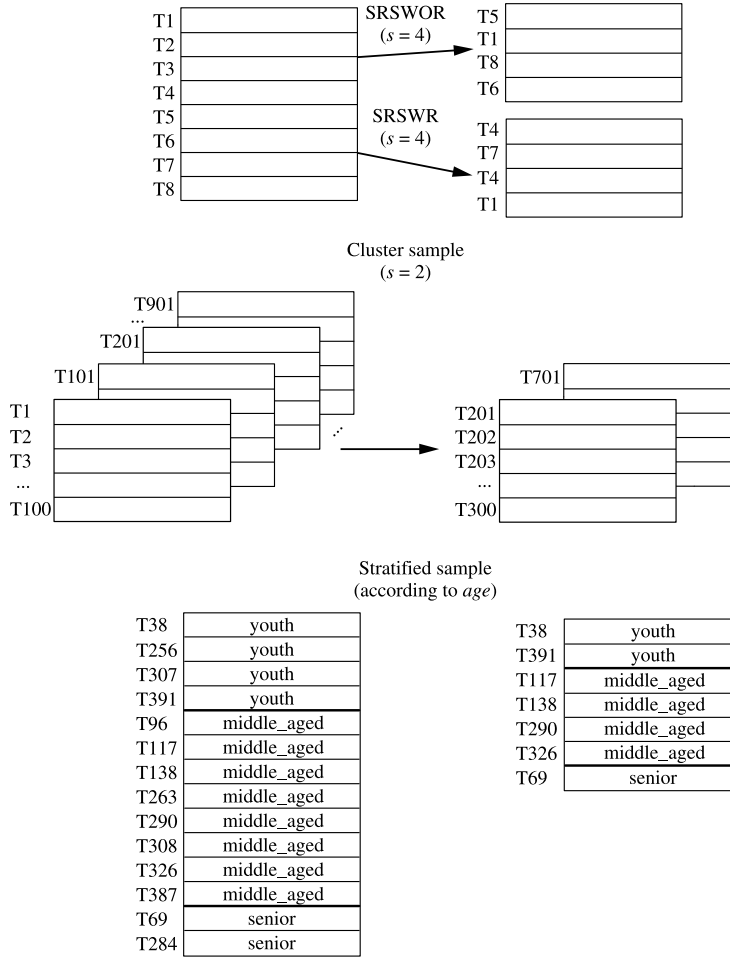 SRSWOR
(s = 4)
T1
T2
T3
T4
T5
T6
T7
T8
T5
T1
T8
T6
SRSWR
(s = 4)
T4
T7
T4
T1
Cluster sample
(s = 2)
T901
...
T201
T101
T1
T2
T3
...
T100
...
T701
T201
T202
T203
...
T300
Stratified sample
(according to age)
T38 youth
T256 youth
T307 youth
T391 youth
T96 middle_aged
T117 middle_aged
T138 middle_aged
T263 middle_aged
T290 middle_aged
T308 middle_aged
T326 middle_aged
T387 middle_aged
T69 senior
T284 senior
T38 youth
T391 youth
T117 middle_aged
T138 middle_aged
T290 middle_aged
T326 middle_aged
T69 senior